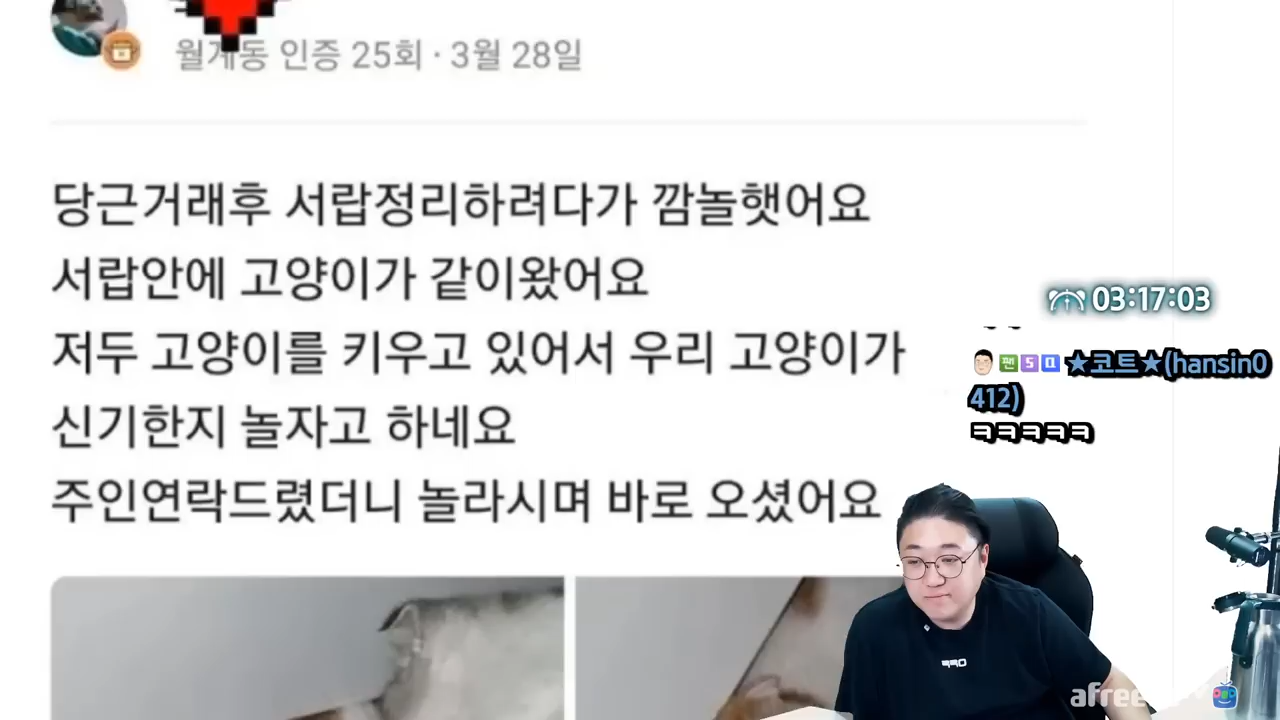 월계동 인증 25회 · 3월 28일
당근거래후 서랍정리하려다가 깜놀햇어요
서랍안에 고양이가 같이왔어요
저두 고양이를 키우고 있어서 우리 고양이가
신기한지 놀자고 하네요
주인연락드렸더니 놀라시며 바로 오셨어요
03:17:03
팬 S ★코트★(hansin0
412)
ㅋㅋㅋㅋㅋ
ㅋㅋㅇ
afree